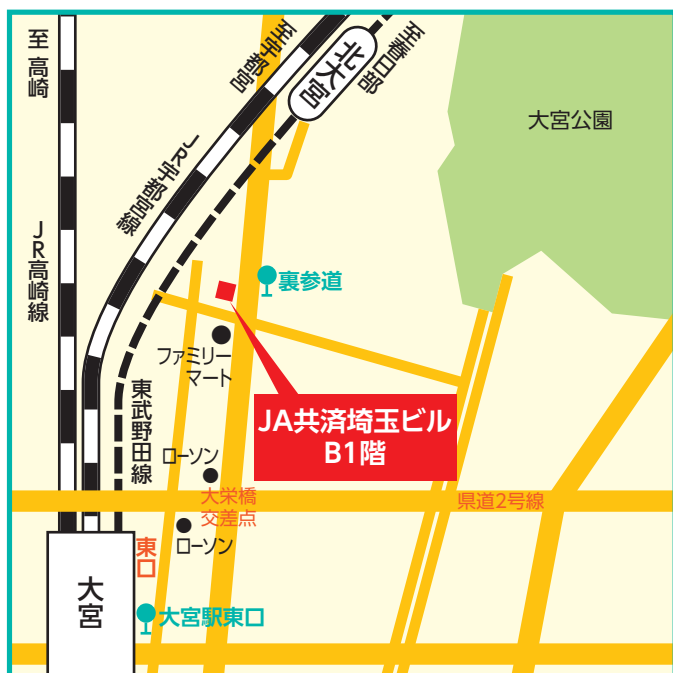 至 高崎
JR高崎線
至宇都宮
JR宇都宮線
北大宮
至春日部
大宮公園
裏参道
ファミリー
マート
JA共済埼玉ビル
B1階
東武野田線
ローソン
大栄橋
交差点
県道2号線
ローソン
東口
大宮
大宮駅東口